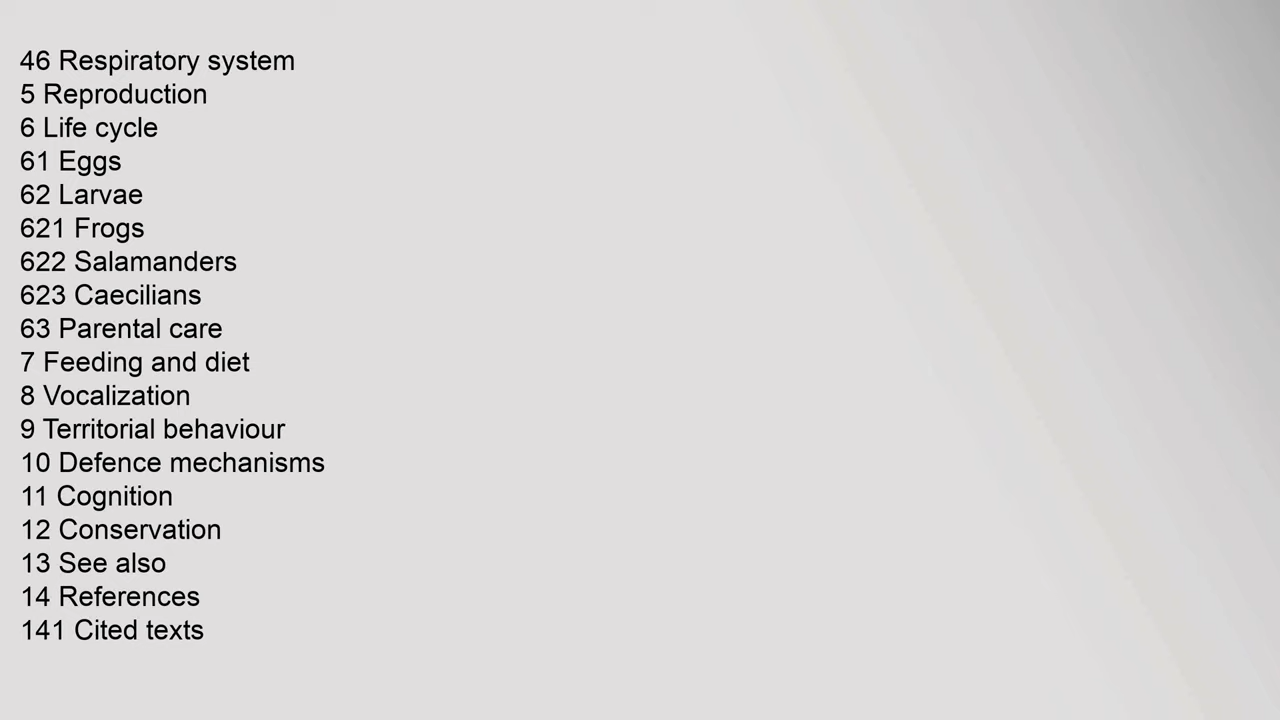 46 Respiratory system
5 Reproduction
6 Life cycle
61 Eggs
62 Larvae
621 Frogs
622 Salamanders
623 Caecilians
63 Parental care
7 Feeding and diet
8 Vocalization
9 Territorial behaviour
10 Defence mechanisms
11 Cognition
12 Conservation
13 See also
14 References
141 Cited texts